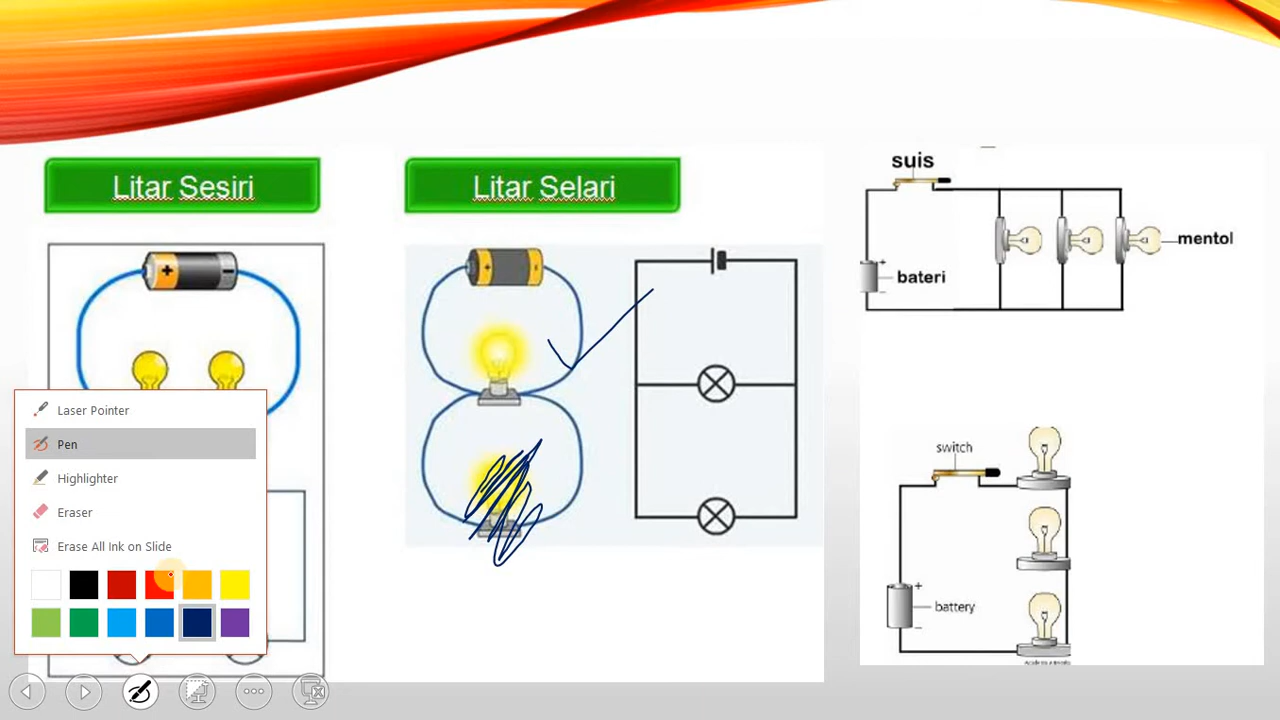 Litar Sesiri
Litar Selari
suis
mentol
bateri
+
-
+
-
+
-
Laser Pointer
Pen
Highlighter
Eraser
Erase All Ink on Slide
switch
battery
+
-